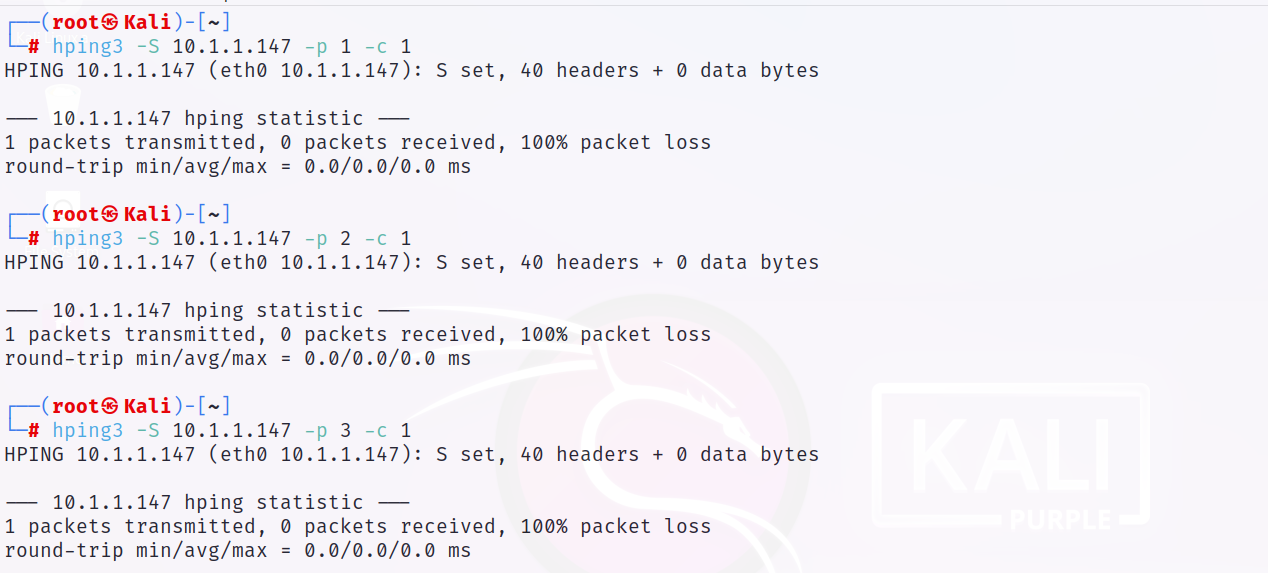 ┌──(root㉿Kali)-[~]
└─# hping3 -S 10.1.1.147 -p 1 -c 1
HPING 10.1.1.147 (eth0 10.1.1.147): S set, 40 headers + 0 data bytes
--- 10.1.1.147 hping statistic ---
1 packets transmitted, 0 packets received, 100% packet loss
round-trip min/avg/max = 0.0/0.0/0.0 ms
┌──(root㉿Kali)-[~]
└─# hping3 -S 10.1.1.147 -p 2 -c 1
HPING 10.1.1.147 (eth0 10.1.1.147): S set, 40 headers + 0 data bytes
--- 10.1.1.147 hping statistic ---
1 packets transmitted, 0 packets received, 100% packet loss
round-trip min/avg/max = 0.0/0.0/0.0 ms
┌──(root㉿Kali)-[~]
└─# hping3 -S 10.1.1.147 -p 3 -c 1
HPING 10.1.1.147 (eth0 10.1.1.147): S set, 40 headers + 0 data bytes
--- 10.1.1.147 hping statistic ---
1 packets transmitted, 0 packets received, 100% packet loss
round-trip min/avg/max = 0.0/0.0/0.0 ms
KALI
PURPLE